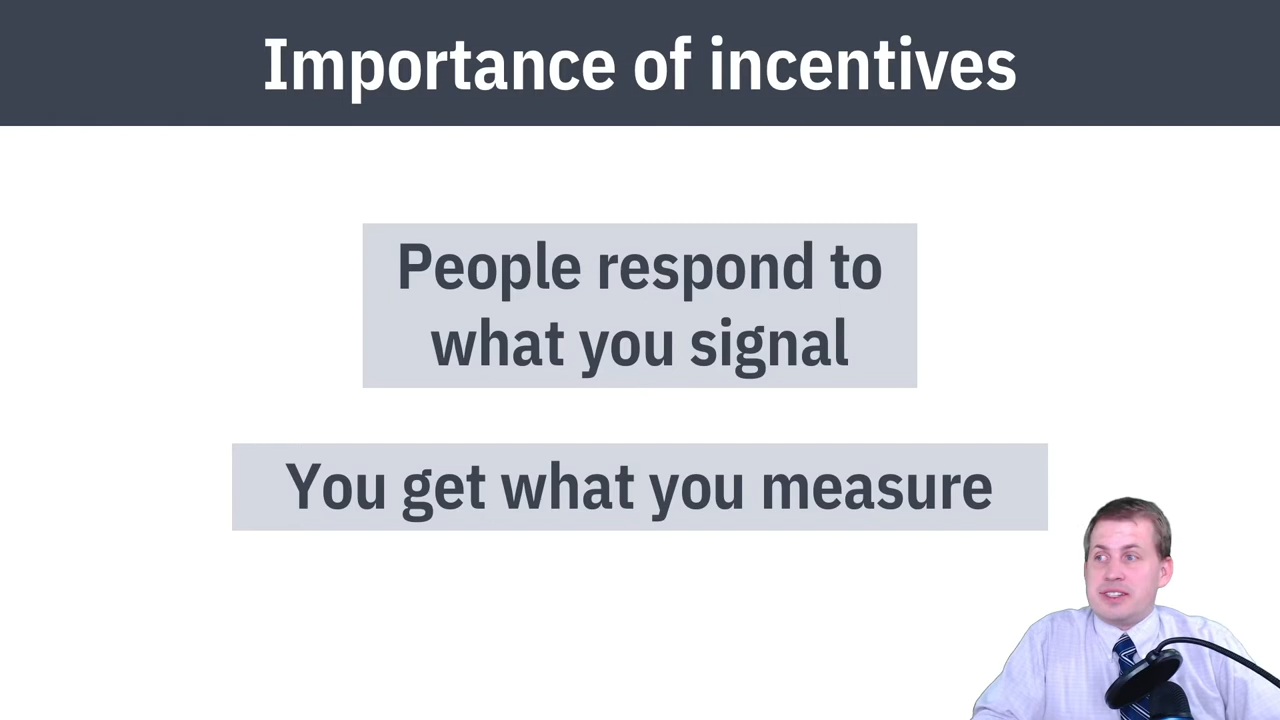 Importance of incentives
People respond to
what you signal
You get what you measure